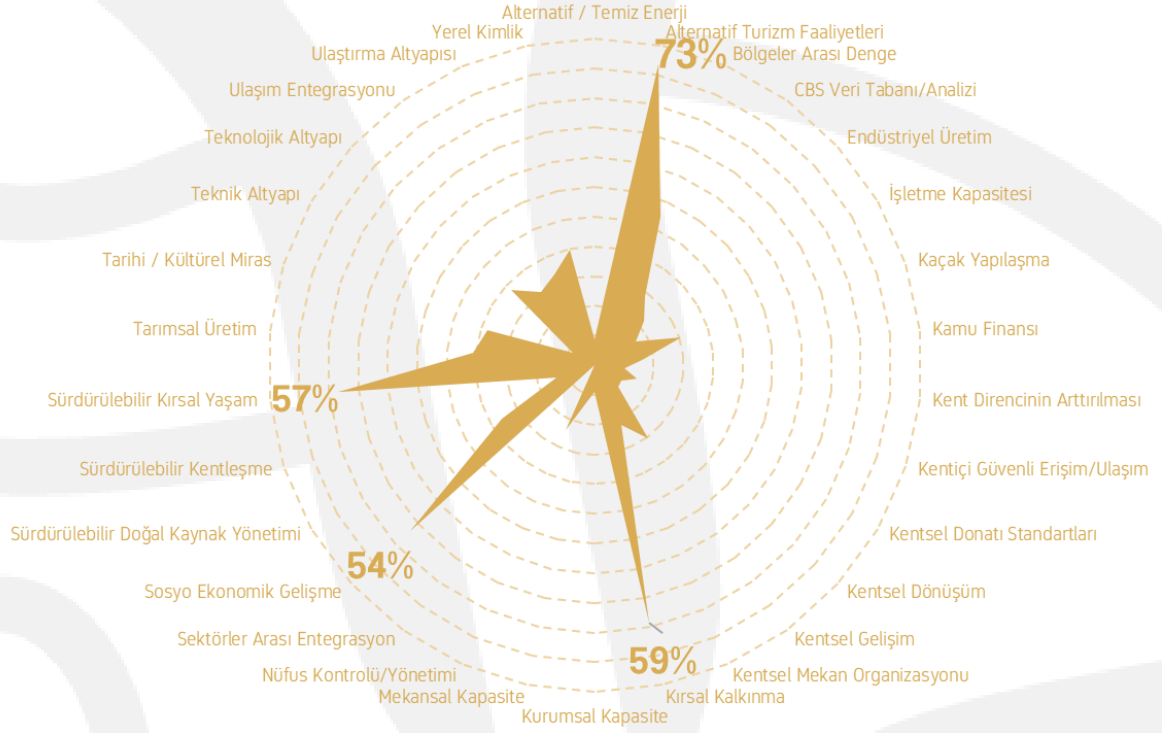 Alternatif / Temiz Enerji
Alternatif Turizm Faaliyetleri
73%
Bölgeler Arası Denge
CBS Veri Tabanı/Analizi
Endüstriyel Üretim
İşletme Kapasitesi
Kaçak Yapılaşma
Kamu Finansı
Kent Direncinin Arttırılması
Kentiçi Güvenli Erişim/Ulaşım
Kentsel Donatı Standartları
Kentsel Dönüşüm
Kentsel Gelişim
Kentsel Mekan Organizasyonu
59%
Kırsal Kalkınma
Kurumsal Kapasite
Mekansal Kapasite
Nüfus Kontrolü/Yönetimi
Sektörler Arası Entegrasyon
Sosyo Ekonomik Gelişme
54%
Sürdürülebilir Doğal Kaynak Yönetimi
Sürdürülebilir Kentleşme
Sürdürülebilir Kırsal Yaşam
57%
Tarımsal Üretim
Tarihi / Kültürel Miras
Teknik Altyapı
Teknolojik Altyapı
Ulaşım Entegrasyonu
Ulaştırma Altyapısı
Yerel Kimlik